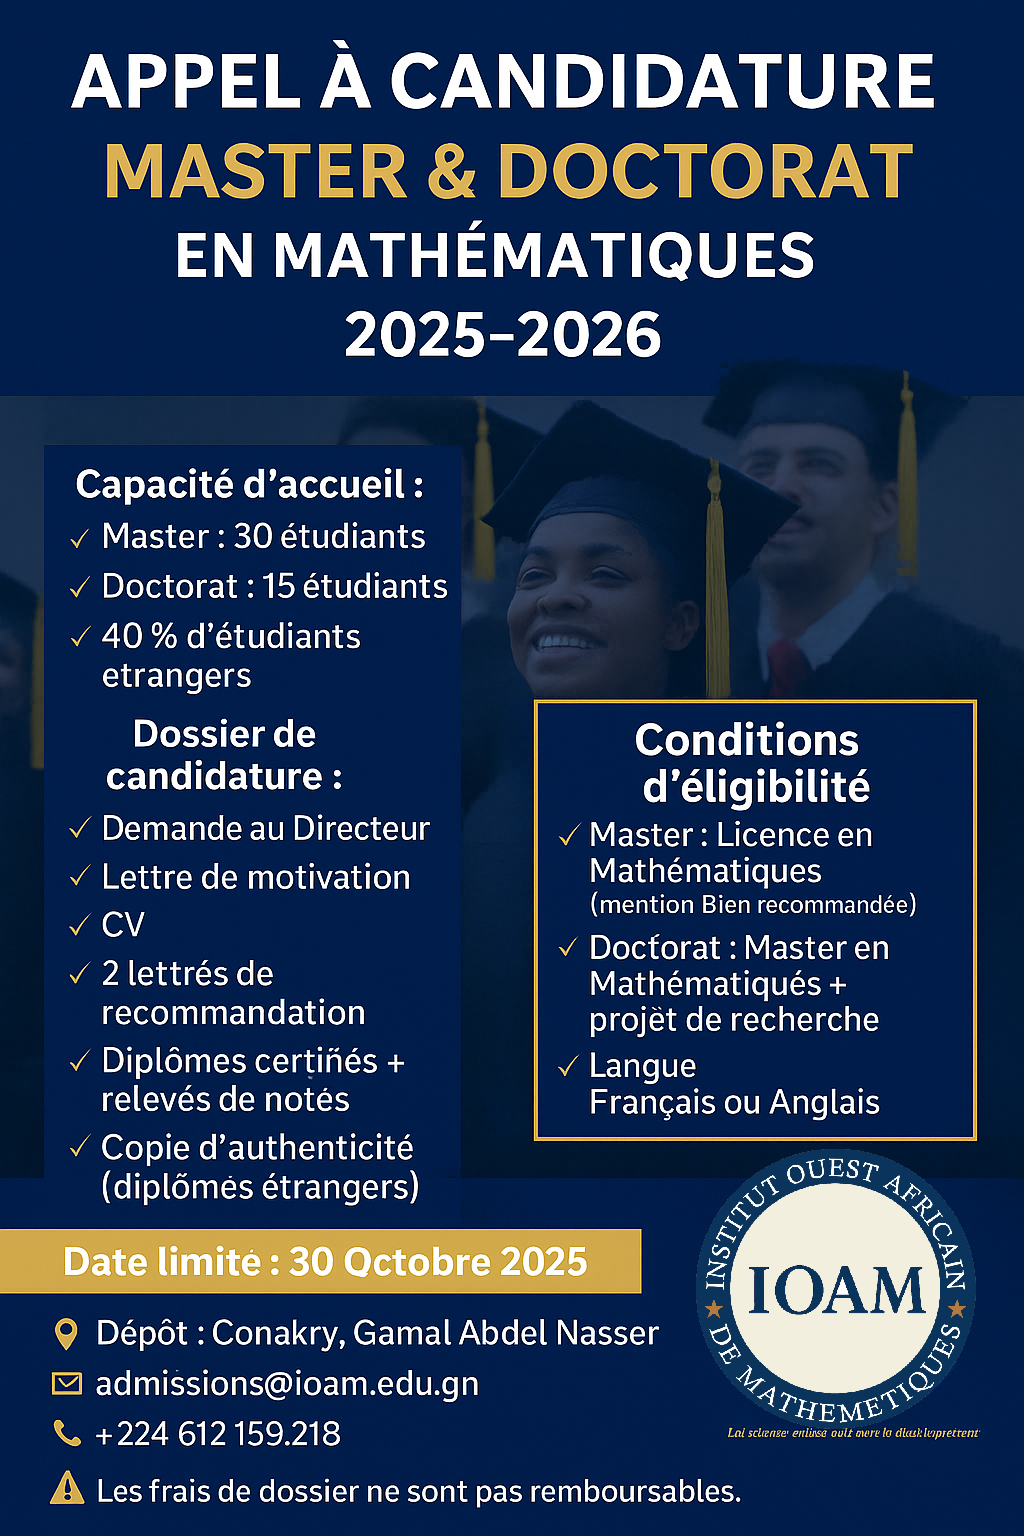 APPEL À CANDIDATURE
MASTER & DOCTORAT
EN MATHÉMATIQUES
2025–2026
Capacité d’accueil :
✓ Master : 30 étudiants
✓ Doctorat : 15 étudiants
✓ 40 % d’étudiants
etrangers
Dossier de
candidature :
✓ Demande au Directeur
✓ Lettre de motivation
✓ CV
✓ 2 lettrés de
recommandation
✓ Diplômes certiñés +
relevés de notés
✓ Copie d’authenticité
(diplõmés étrangers)
Conditions
d’éligibilité
✓ Master : Licence en
Mathématiques
(mention Bien recommandée)
✓ Doctorat : Master en
Mathématiqués +
projët de recherche
✓ Langue
Français ou Anglais
Date limité : 30 Octobre 2025
Dépôt : Conakry, Gamal Abdel Nasser
admissions@ioam.edu.gn
+224 612 159.218
Les frais de dossier ne sont pas remboursables.
INSTITUT OUEST AFRICAIN
IOAM
DE MATHEMETIQUES